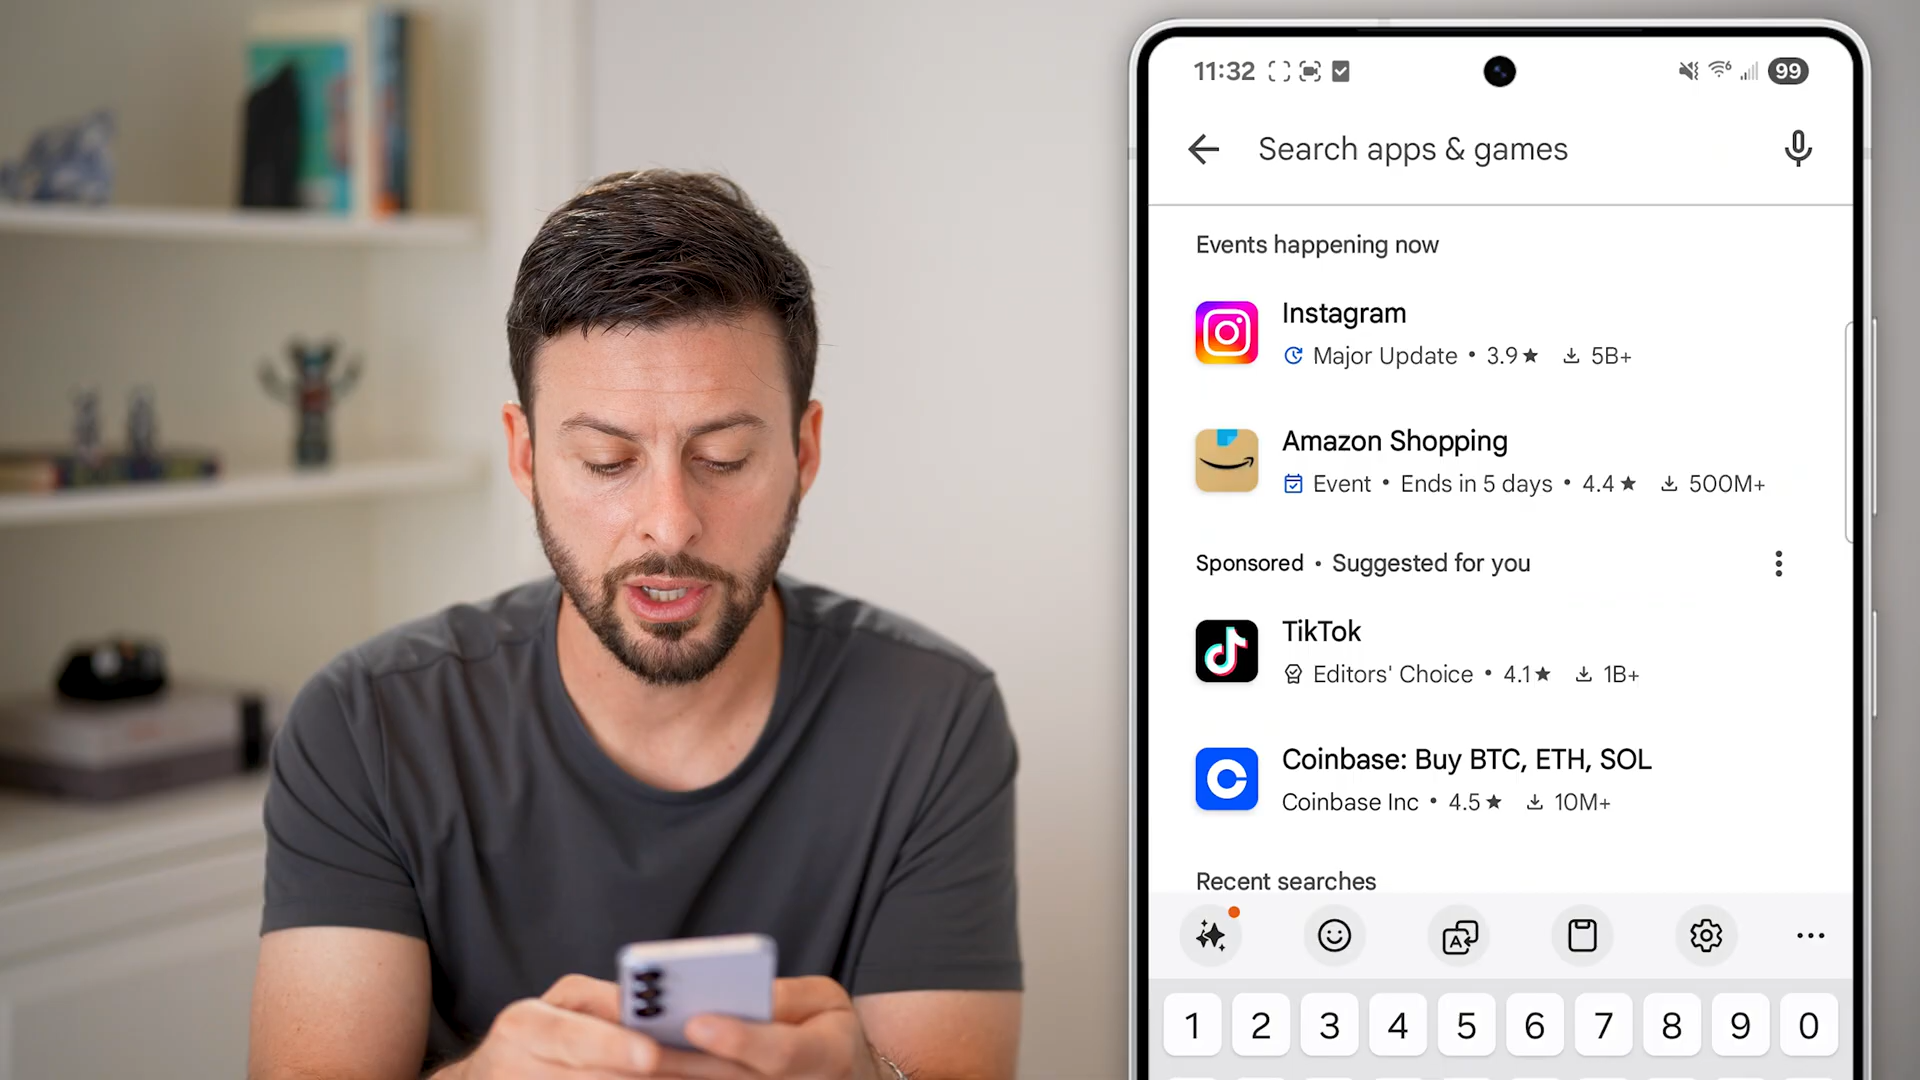 11:32
99
Search apps & games
Events happening now
Instagram
Major Update • 3.9★ 5B+
Amazon Shopping
Event • Ends in 5 days • 4.4★ 500M+
Sponsored • Suggested for you
TikTok
Editors' Choice • 4.1★ 1B+
Coinbase: Buy BTC, ETH, SOL
Coinbase Inc • 4.5★ 10M+
Recent searches
1 2 3 4 5 6 7 8 9 0